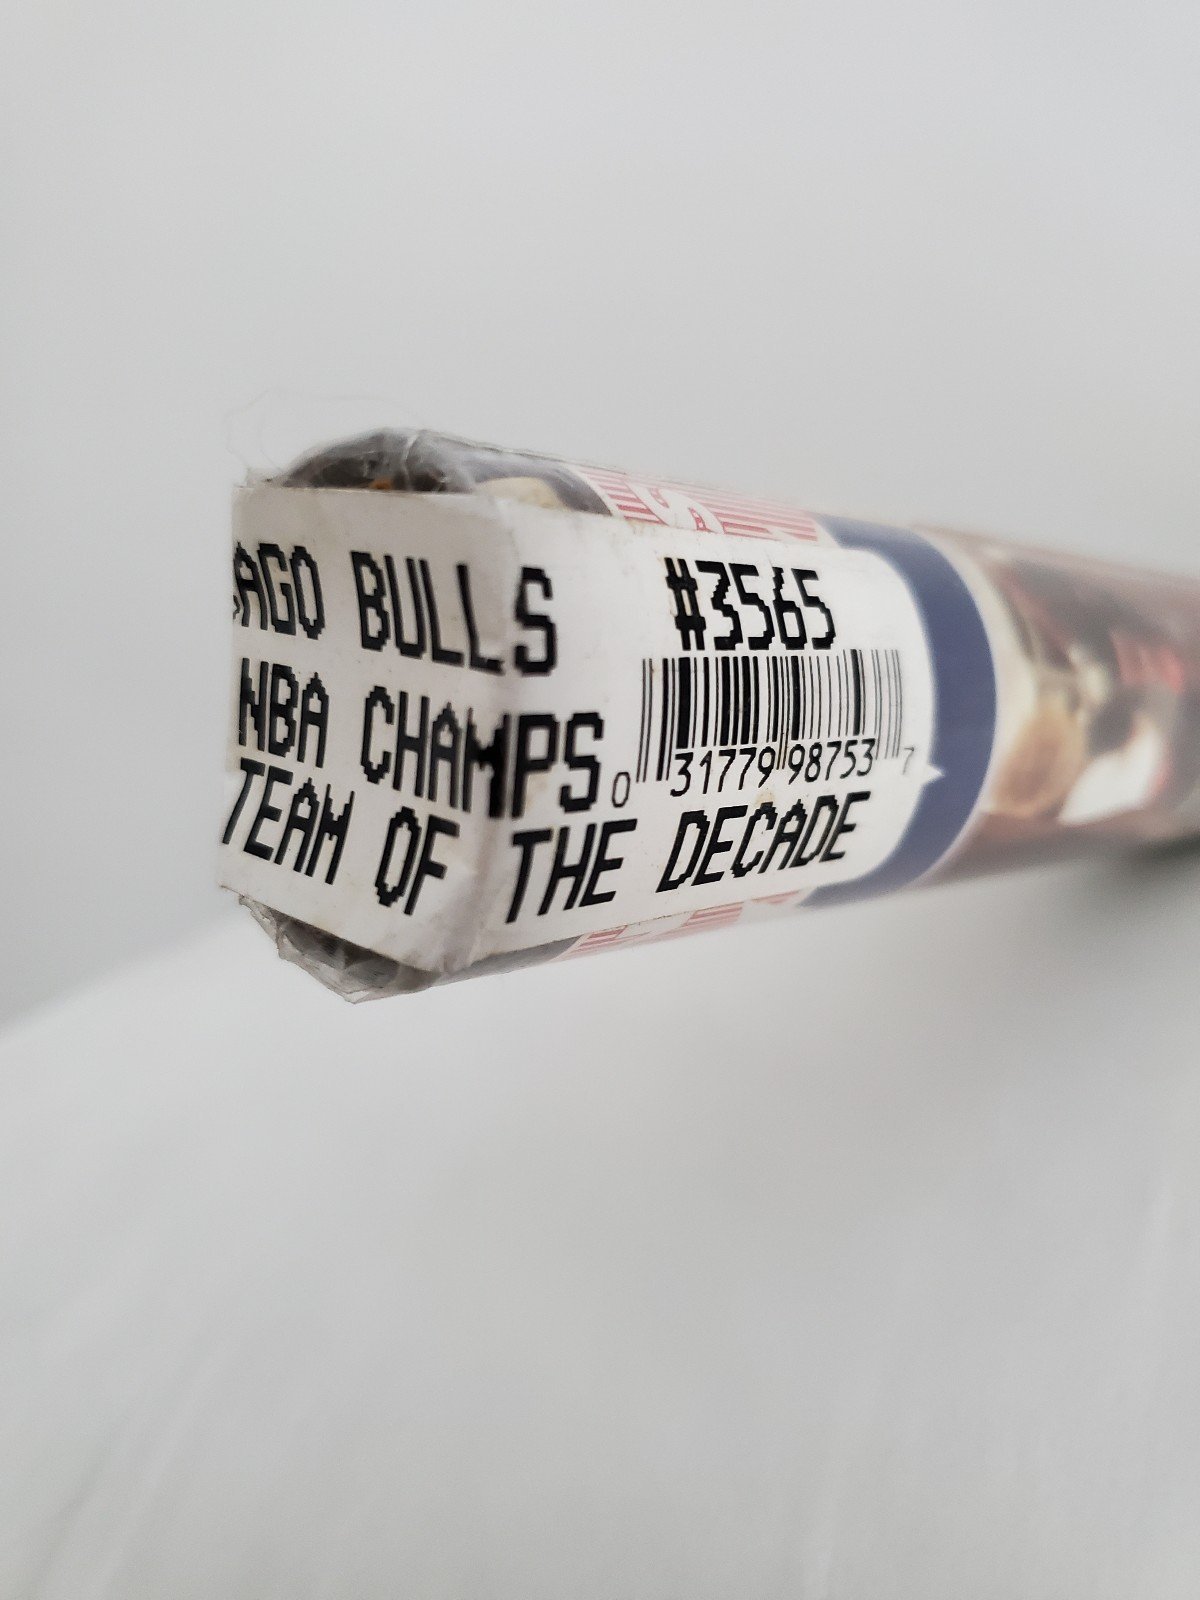 AGO BULLS
#3565
NBA CHAMPS
0 31779 98753 7
TEAM OF THE DECADE